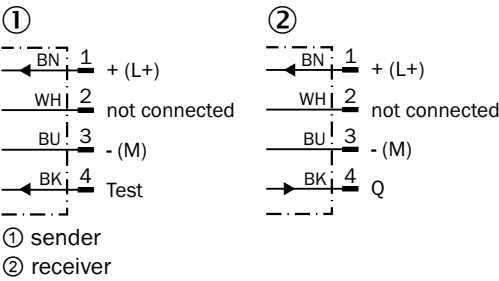 ① ②
BN 1 + (L+) BN 1 + (L+)
WH 2 not connected WH 2 not connected
BU 3 - (M) BU 3 - (M)
BK 4 Test BK 4 Q
① sender
② receiver